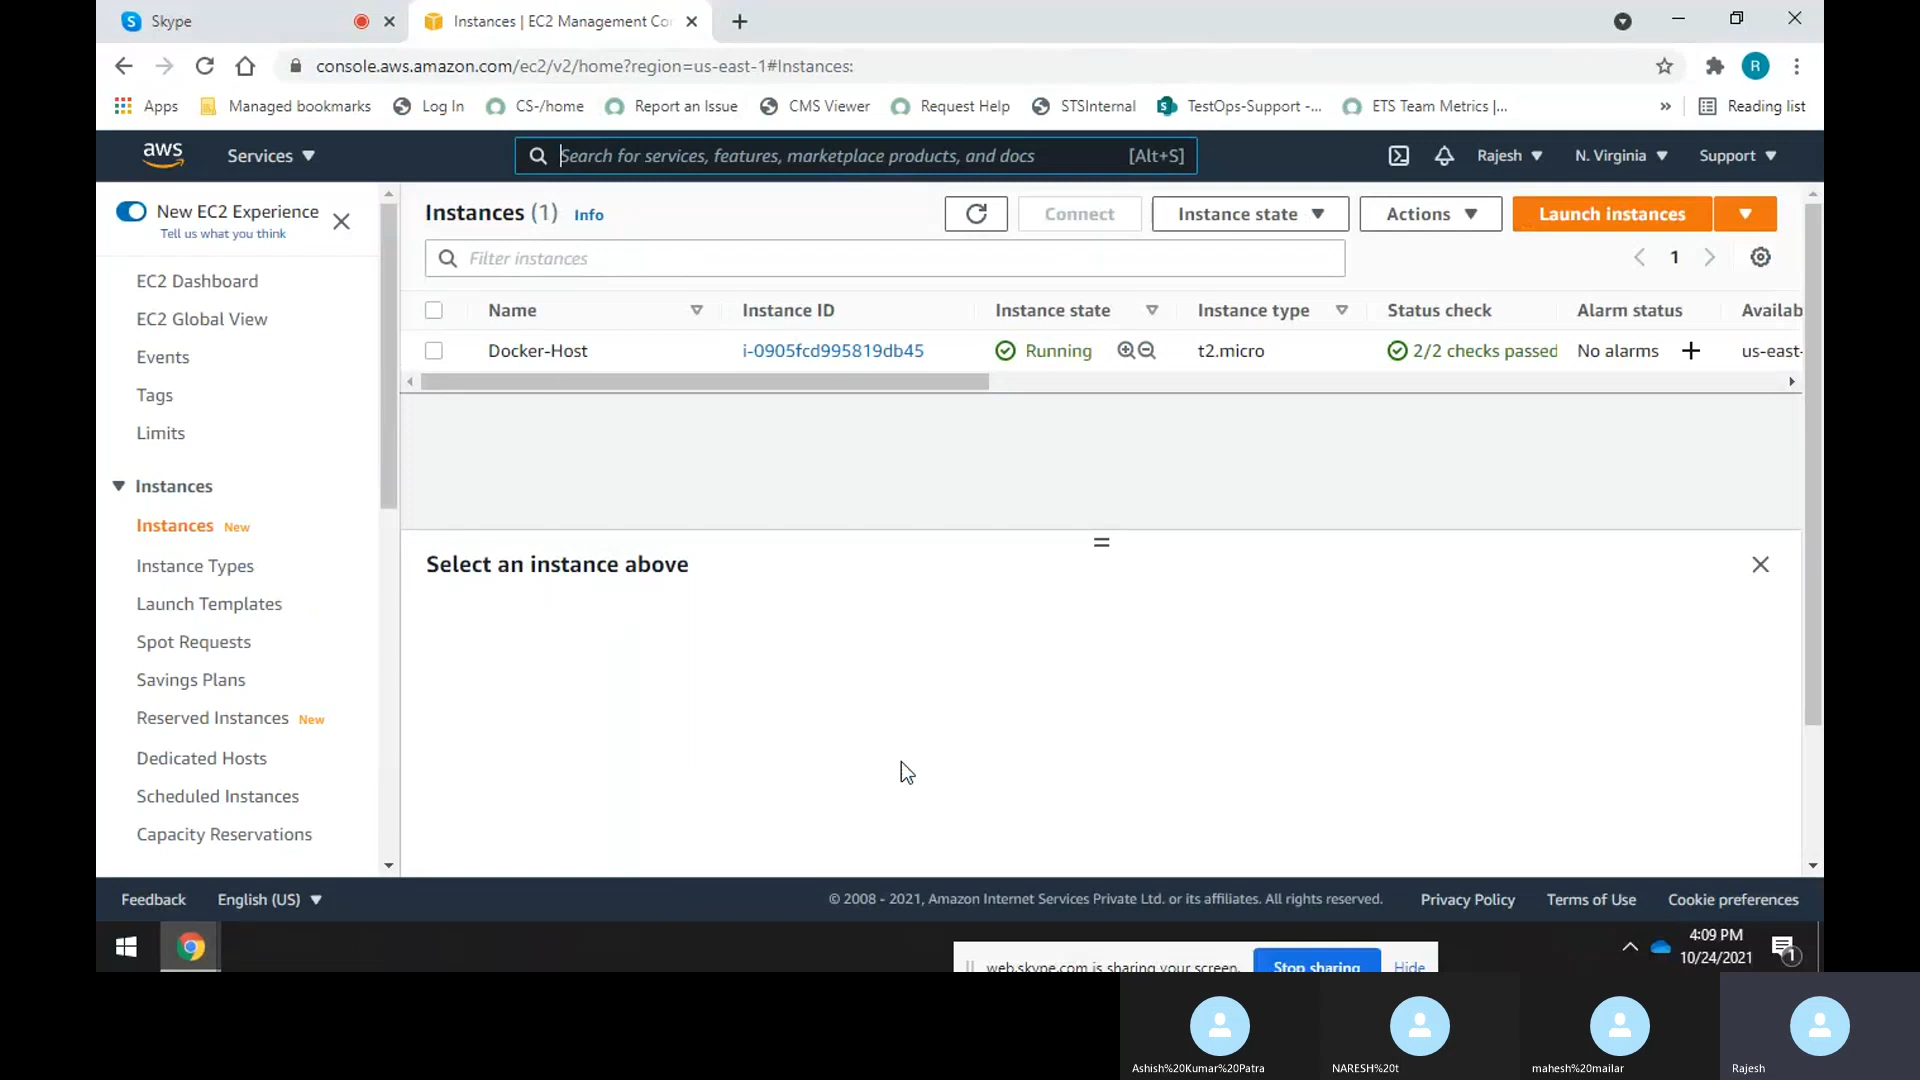 Skype
Instances | EC2 Management Co
console.aws.amazon.com/ec2/v2/home?region=us-east-1#Instances:
R
Apps Managed bookmarks Log In CS-/home Report an Issue CMS Viewer Request Help STSInternal TestOps-Support -... ETS Team Metrics |... » Reading list
aws Services Search for services, features, marketplace products, and docs [Alt+S] Rajesh N. Virginia Support
New EC2 Experience
Tell us what you think
EC2 Dashboard
EC2 Global View
Events
Tags
Limits
Instances
Instances New
Instance Types
Launch Templates
Spot Requests
Savings Plans
Reserved Instances New
Dedicated Hosts
Scheduled Instances
Capacity Reservations
Instances (1) Info Connect Instance state Actions Launch instances
Filter instances 1
Name Instance ID Instance state Instance type Status check Alarm status Availab
Docker-Host i-0905fcd995819db45 Running t2.micro 2/2 checks passed No alarms us-east-
Select an instance above
Feedback English (US) © 2008 - 2021, Amazon Internet Services Private Ltd. or its affiliates. All rights reserved. Privacy Policy Terms of Use Cookie preferences
4:09 PM
10/24/2021
1
web.skype.com is sharing your screen. Stop sharing Hide
Ashish%20Kumar%20Patra NARESH%20t mahesh%20mailar Rajesh